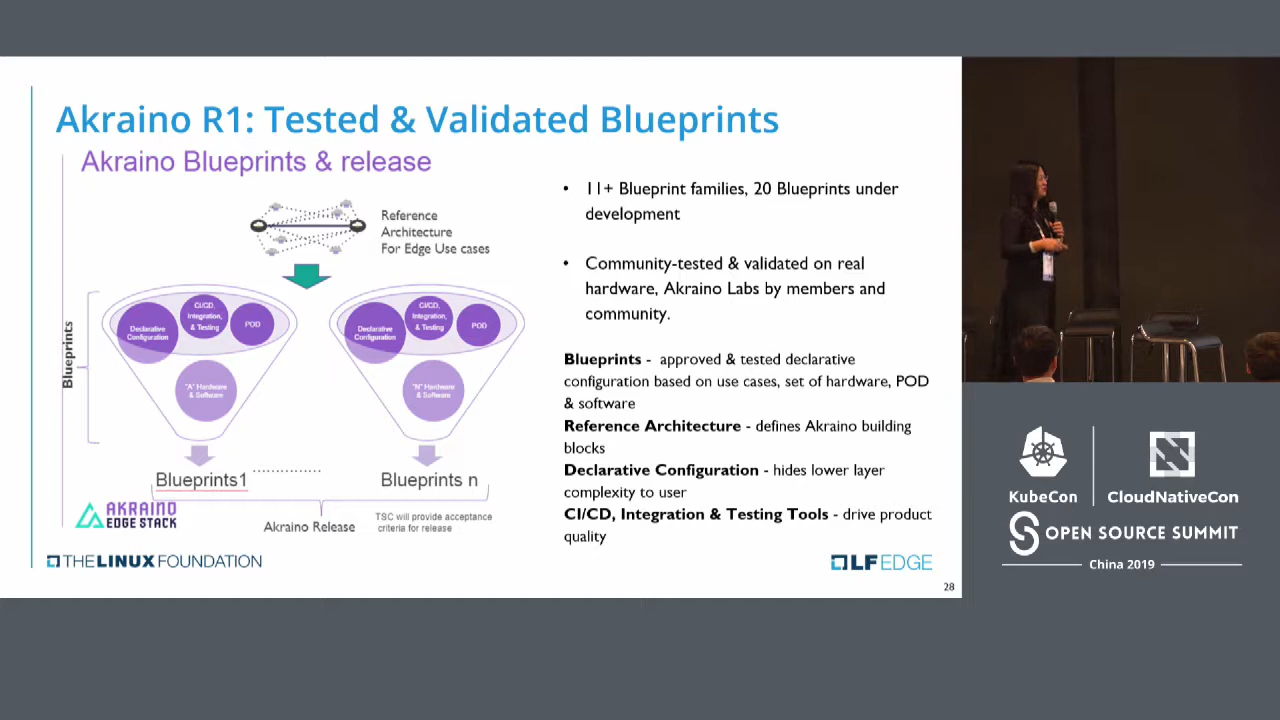 Akraino R1: Tested & Validated Blueprints
Akraino Blueprints & release
Reference
Architecture
For Edge Use cases
Blueprints
Declarative
Configuration
CI/CD,
Integration,
& Testing
POD
"A" Hardware
& Software
Declarative
Configuration
CI/CD,
Integration,
& Testing
POD
"N" Hardware
& Software
Blueprints1
Blueprints n
Akraino Release
TSC will provide acceptance
criteria for release
AKRAINO
EDGE STACK
• 11+ Blueprint families, 20 Blueprints under
development
• Community-tested & validated on real
hardware, Akraino Labs by members and
community.
Blueprints - approved & tested declarative
configuration based on use cases, set of hardware, POD
& software
Reference Architecture - defines Akraino building
blocks
Declarative Configuration - hides lower layer
complexity to user
CI/CD, Integration & Testing Tools - drive product
quality
THE LINUX FOUNDATION
LF EDGE
28
KubeCon
CloudNativeCon
OPEN SOURCE SUMMIT
China 2019